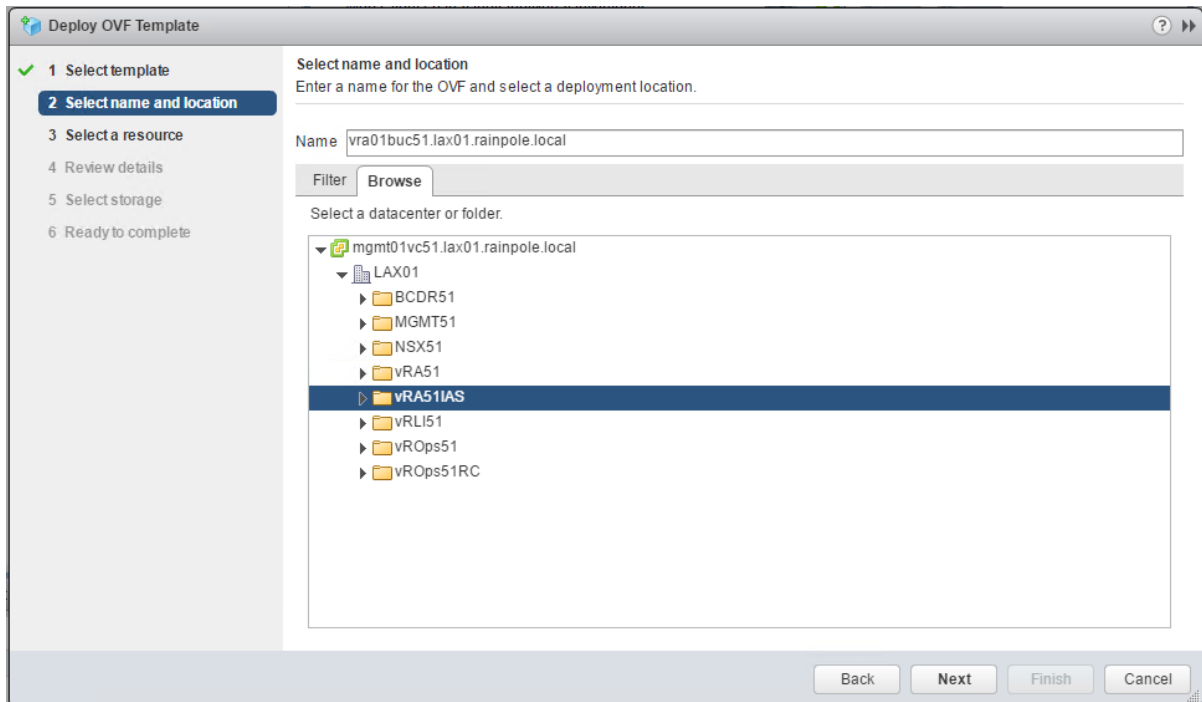 Deploy OVF Template
1 Select template
2 Select name and location
3 Select a resource
4 Review details
5 Select storage
6 Ready to complete
Select name and location
Enter a name for the OVF and select a deployment location.
Name vra01buc51.lax01.rainpole.local
Filter Browse
Select a datacenter or folder.
mgmt01vc51.lax01.rainpole.local
LAX01
BCDR51
MGMT51
NSX51
vRA51
vRA51IAS
vRLI51
vROps51
vROps51RC
Back Next Finish Cancel